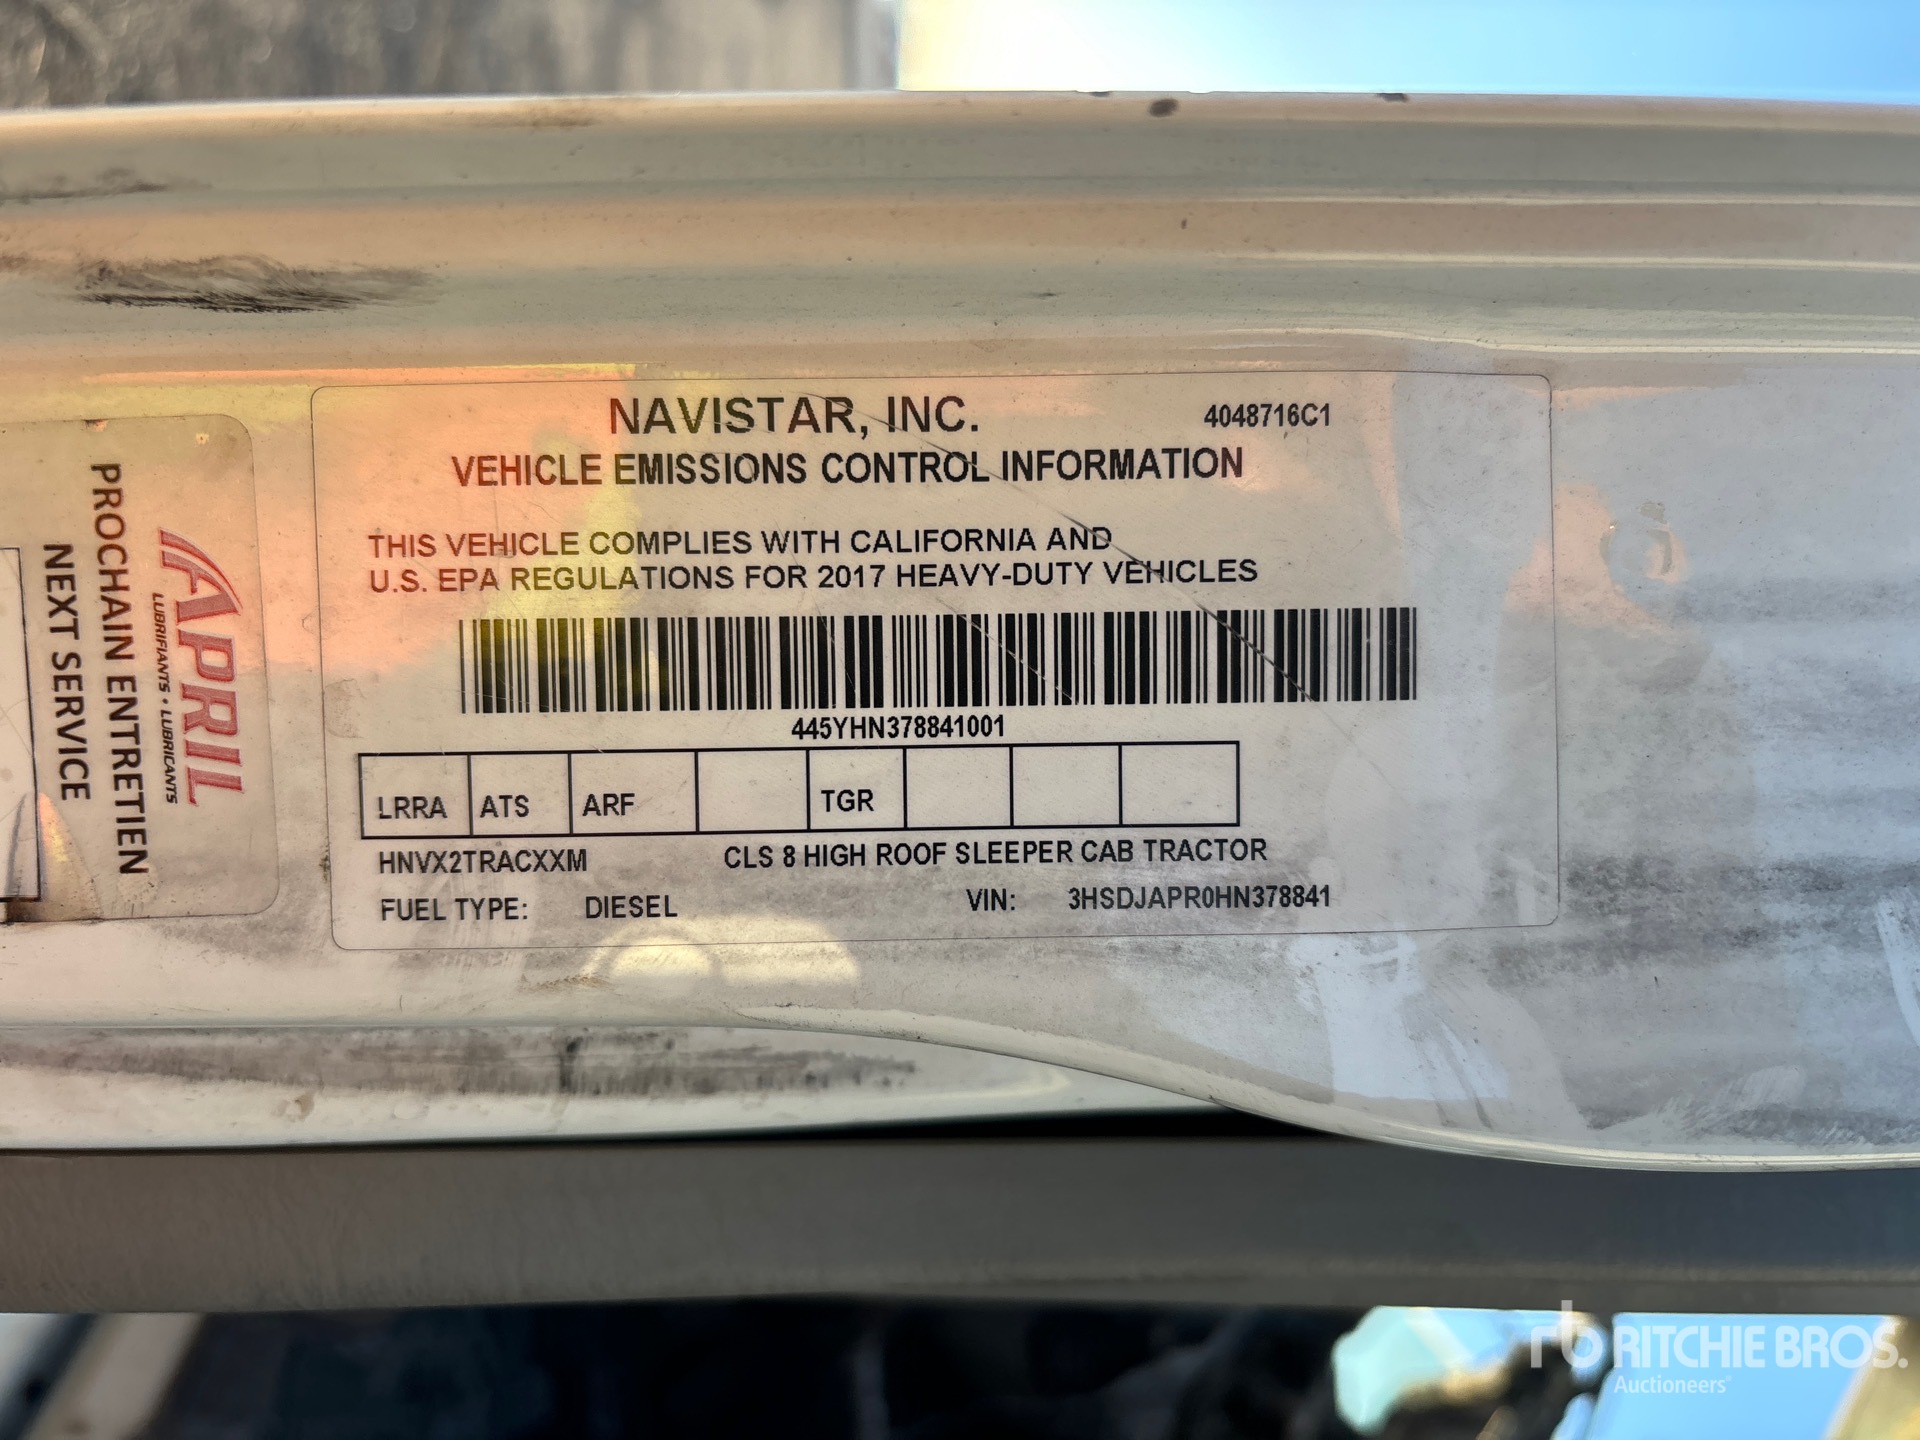 NAVISTAR, INC.
4048716C1
VEHICLE EMISSIONS CONTROL INFORMATION
THIS VEHICLE COMPLIES WITH CALIFORNIA AND
U.S. EPA REGULATIONS FOR 2017 HEAVY-DUTY VEHICLES
445YHN378841001
LRRA ATS ARF TGR
HNVX2TRACXXM CLS 8 HIGH ROOF SLEEPER CAB TRACTOR
FUEL TYPE: DIESEL VIN: 3HSDJAPR0HN378841
APRIL
LUBRIFIANTS • LUBRICANTS
PROCHAIN ENTRETIEN
NEXT SERVICE
rb RITCHIE BROS.
Auctioneers